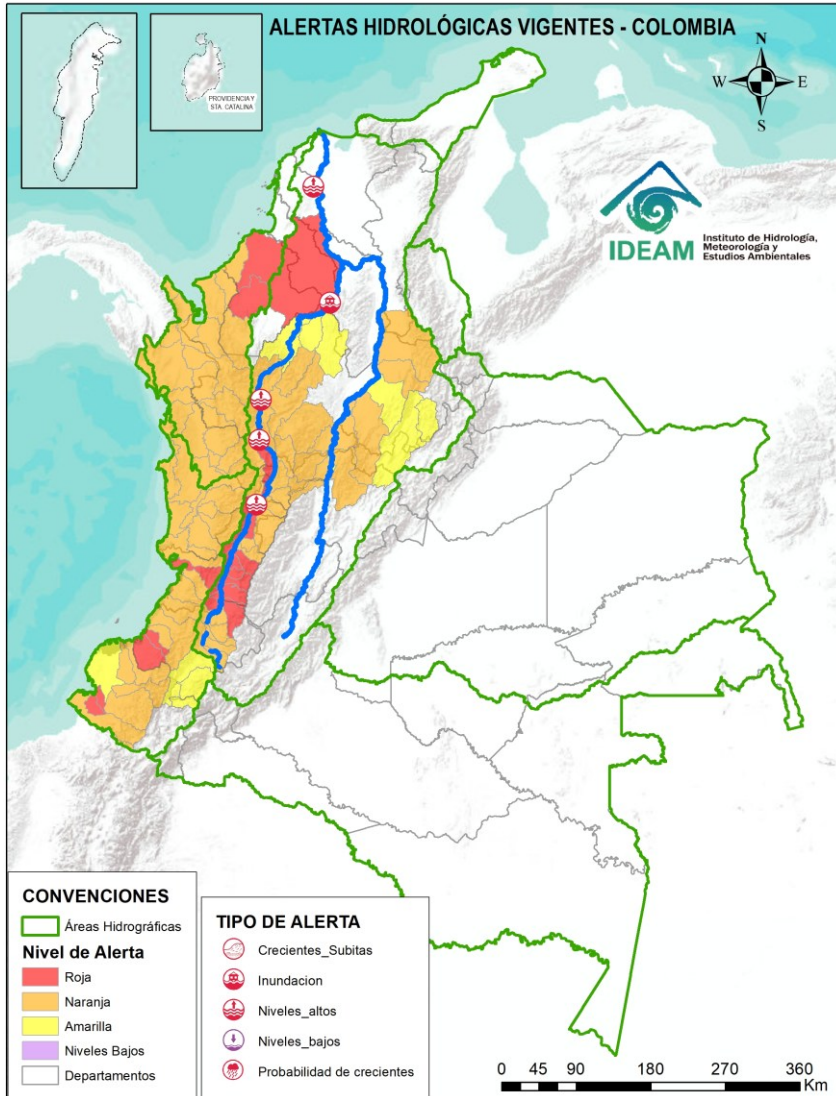 ALERTAS HIDROLÓGICAS VIGENTES - COLOMBIA
PROVIDENCIA Y
STA. CATALINA
N
W
E
S
IDEAM
Instituto de Hidrología,
Meteorología y
Estudios Ambientales
CONVENCIONES
Áreas Hidrográficas
Nivel de Alerta
Roja
Naranja
Amarilla
Niveles Bajos
Departamentos
TIPO DE ALERTA
Crecientes_Subitas
Inundacion
Niveles_altos
Niveles_bajos
Probabilidad de crecientes
0 45 90 180 270 360
Km